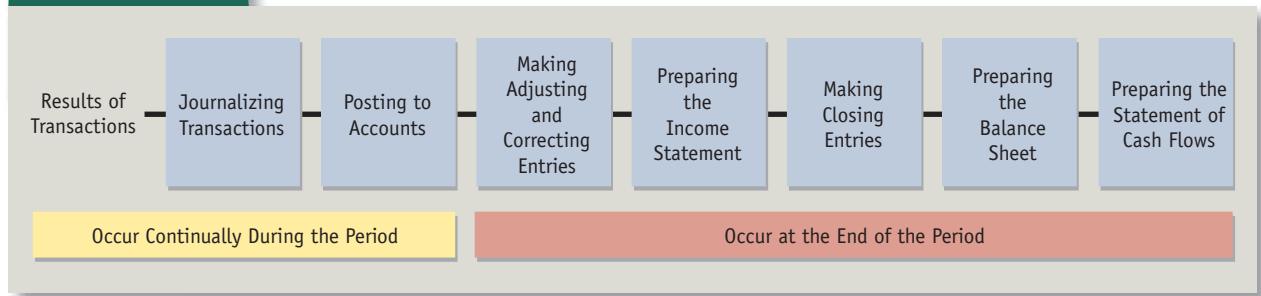 Results of
Transactions
Journalizing
Transactions
Posting to
Accounts
Making
Adjusting
and
Correcting
Entries
Preparing
the
Income
Statement
Making
Closing
Entries
Preparing
the
Balance
Sheet
Preparing the
Statement of
Cash Flows
Occur Continually During the Period
Occur at the End of the Period